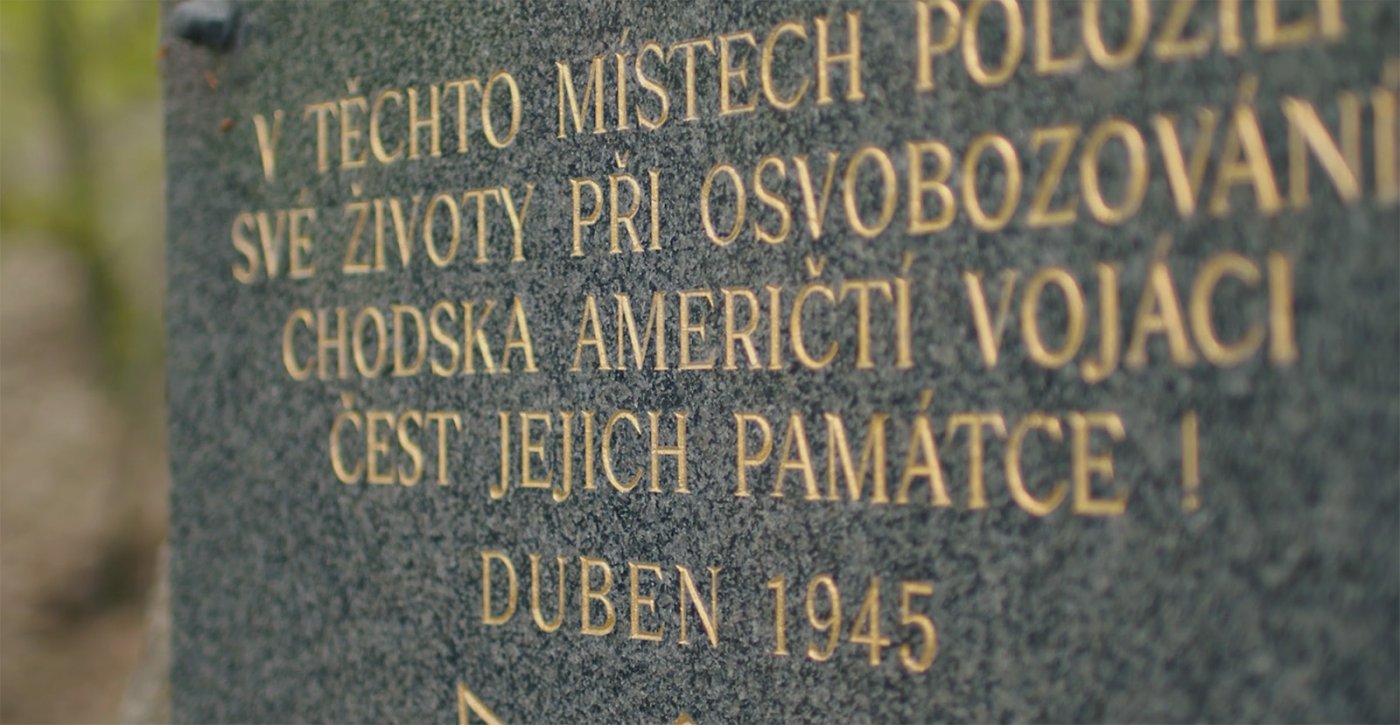 V TĚCHTO MÍSTECH POLOŽILI
SVÉ ŽIVOTY PŘI OSVOBOZOVÁNÍ
CHODSKA AMERIČTÍ VOJÁCI
ČEST JEJICH PAMÁTCE !
DUBEN 1945